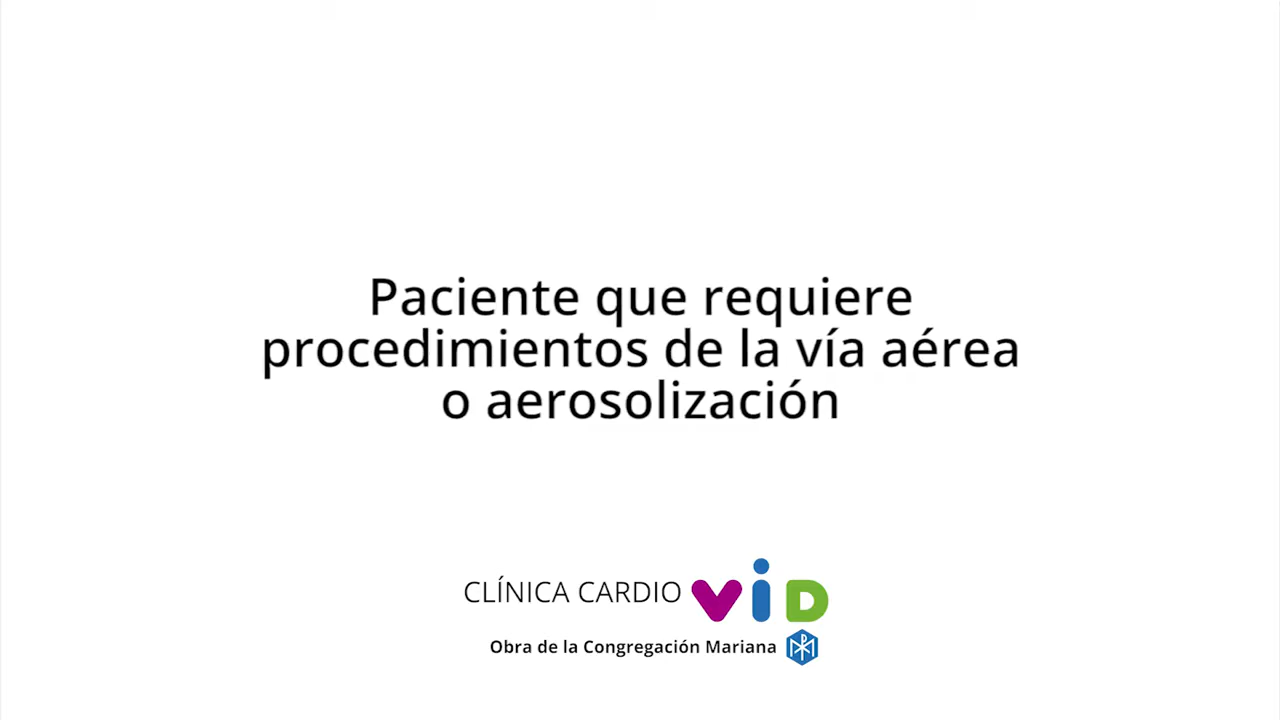 Paciente que requiere
procedimientos de la vía aérea
o aerosolización
CLÍNICA CARDIO VID
Obra de la Congregación Mariana